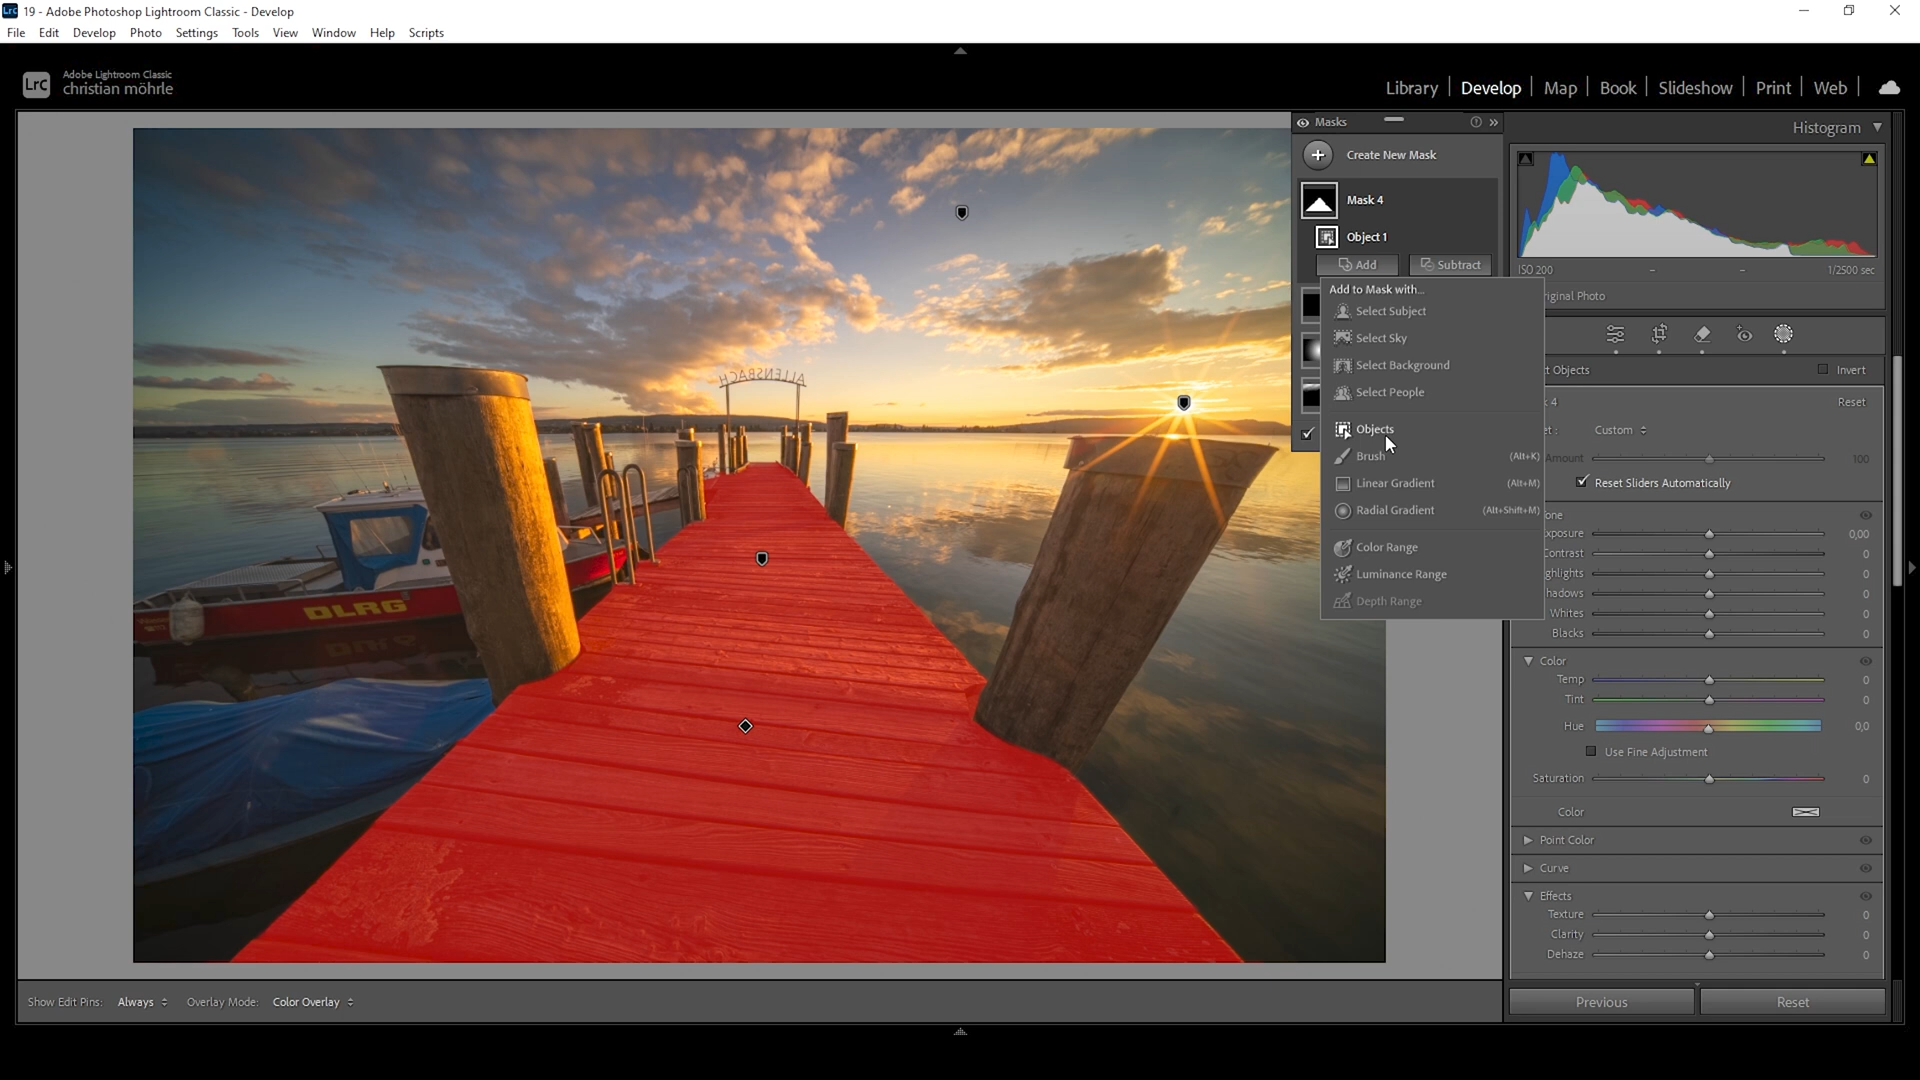 19 - Adobe Photoshop Lightroom Classic - Develop
File Edit Develop Photo Settings Tools View Window Help Scripts
LrC
Adobe Lightroom Classic
christian möhrle
Library Develop Map Book Slideshow Print Web
Masks
Create New Mask
Mask 4
Object 1
Add Subtract
Add to Mask with...
Select Subject
Select Sky
Select Background
Select People
Objects
Brush (Alt+K)
Linear Gradient (Alt+M)
Radial Gradient (Alt+Shift+M)
Color Range
Luminance Range
Depth Range
Histogram
ISO 200 – – 1/2500 sec
iginal Photo
t Objects Invert
k 4 Reset
et : Custom
Amount 100
Reset Sliders Automatically
one
xposure 0,00
Contrast 0
ghlights 0
hadows 0
Whites 0
Blacks 0
Color
Temp 0
Tint 0
Hue 0,0
Use Fine Adjustment
Saturation 0
Color
Point Color
Curve
Effects
Texture 0
Clarity 0
Dehaze 0
Previous Reset
ALLENSBACH
DLRG
Show Edit Pins: Always Overlay Mode: Color Overlay